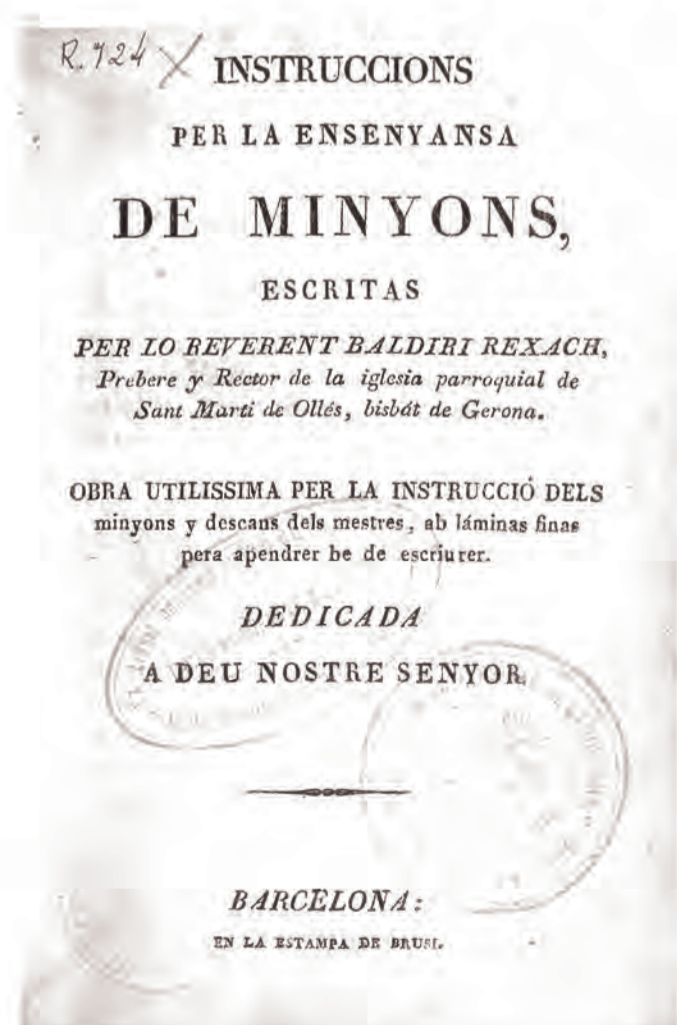 R. 724 X
INSTRUCCIONS
PER LA ENSENYANSA
DE MINYONS,
ESCRITAS
PER LO REVERENT BALDIRI REXACH,
Prebere y Rector de la iglesia parroquial de
Sant Marti de Ollés, bisbát de Gerona.
OBRA UTILISSIMA PER LA INSTRUCCIÓ DELS
minyons y descans dels mestres, ab láminas finas
pera apendrer be de escriurer.
DEDICADA
A DEU NOSTRE SENYOR.
BARCELONA:
EN LA ESTAMPA DE BRUSI.